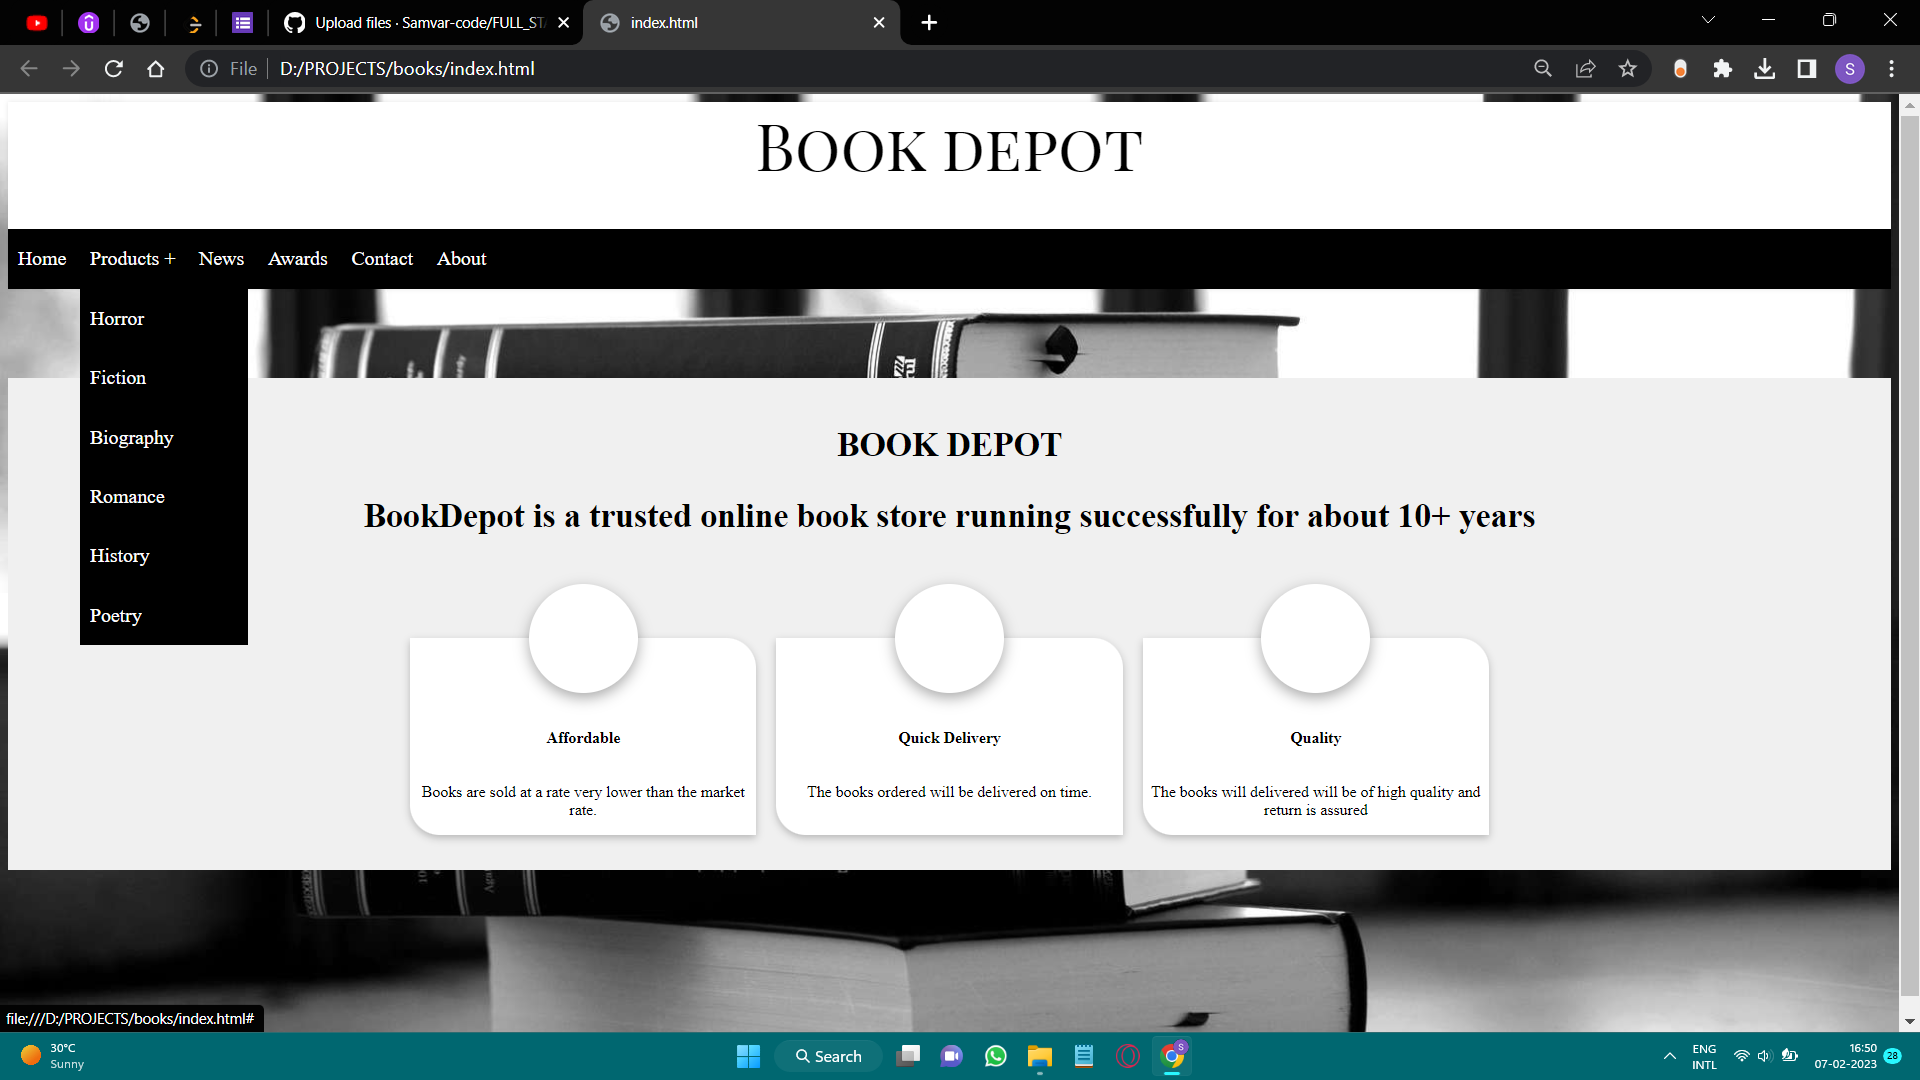 Upload files · Samvar-code/FULL_ST
index.html
File
D:/PROJECTS/books/index.html
S
BOOK DEPOT
Home Products + News Awards Contact About
Horror
Fiction
Biography
Romance
History
Poetry
BOOK DEPOT
BookDepot is a trusted online book store running successfully for about 10+ years
Affordable
Books are sold at a rate very lower than the market
rate.
Quick Delivery
The books ordered will be delivered on time.
Quality
The books will delivered will be of high quality and
return is assured
file:///D:/PROJECTS/books/index.html#
30°C
Sunny
Search
S
ENG
INTL
16:50
07-02-2023
28